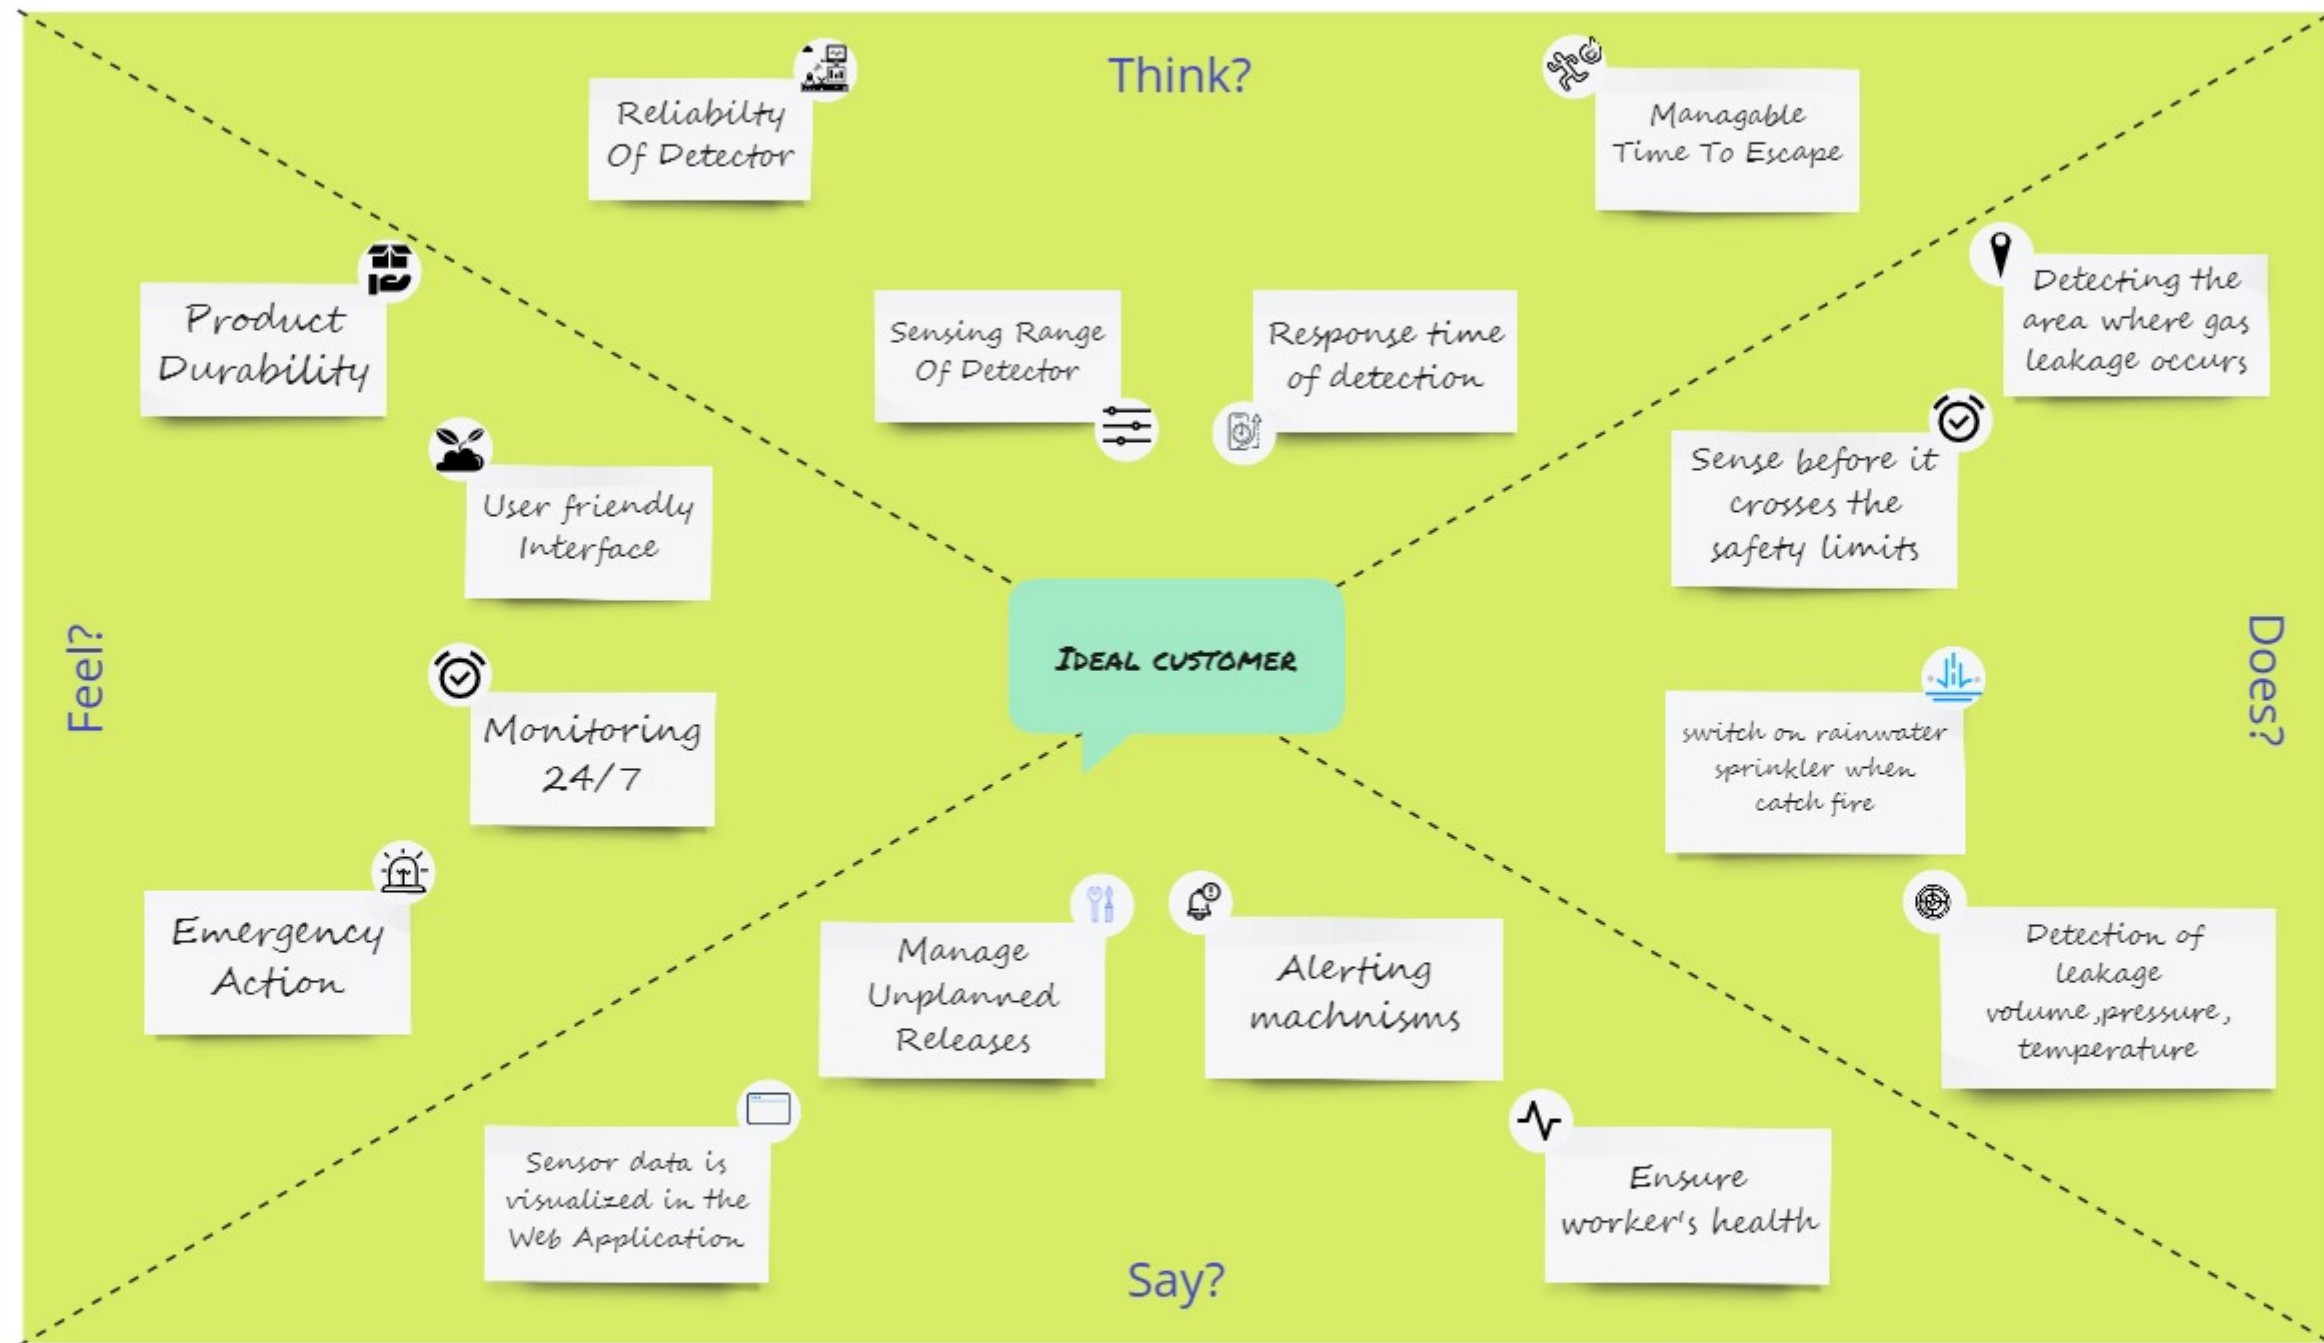 Think?
Reliabilty
Of Detector
Managable
Time To Escape
Sensing Range
Of Detector
Response time
of detection
Feel?
Product
Durability
User friendly
Interface
Monitoring
24/7
Emergency
Action
IDEAL CUSTOMER
Does?
Detecting the
area where gas
leakage occurs
Sense before it
crosses the
safety limits
switch on rainwater
sprinkler when
catch fire
Detection of
leakage
volume,pressure,
temperature
Manage
Unplanned
Releases
Alerting
machnisms
Sensor data is
visualized in the
Web Application
Ensure
worker's health
Say?